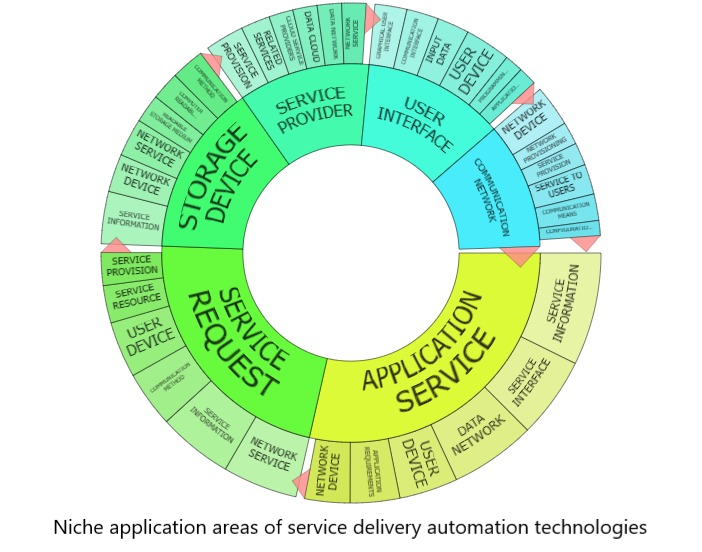 SERVICE
PROVIDER
SERVICE
PROVISION
RELATED
SERVICES
CLOUD SERVICE
PROVIDERS
DATA CLOUD
DATA NETWORK
NETWORK
SERVICE
USER
INTERFACE
GRAPHICAL USER
INTERFACE
COMMUNICATION
INTERFACE
INPUT
DATA
USER
DEVICE
PROGRAMMIN...
APPLICATIO...
COMMUNICATION
NETWORK
NETWORK
DEVICE
NETWORK
PROVISIONING
SERVICE
PROVISION
SERVICE TO
USERS
COMMUNICATION
MEANS
CONFIGURATIO...
APPLICATION
SERVICE
SERVICE
INFORMATION
SERVICE
INTERFACE
DATA
NETWORK
USER
DEVICE
APPLICATION
REQUIREMENTS
NETWORK
DEVICE
SERVICE
REQUEST
NETWORK
SERVICE
SERVICE
INFORMATION
COMMUNICATION
METHOD
USER
DEVICE
SERVICE
RESOURCE
SERVICE
PROVISION
STORAGE
DEVICE
SERVICE
INFORMATION
NETWORK
DEVICE
NETWORK
SERVICE
READABLE
STORAGE MEDIUM
COMPUTER
READABL...
COMMUNICATION
METHOD
Niche application areas of service delivery automation technologies